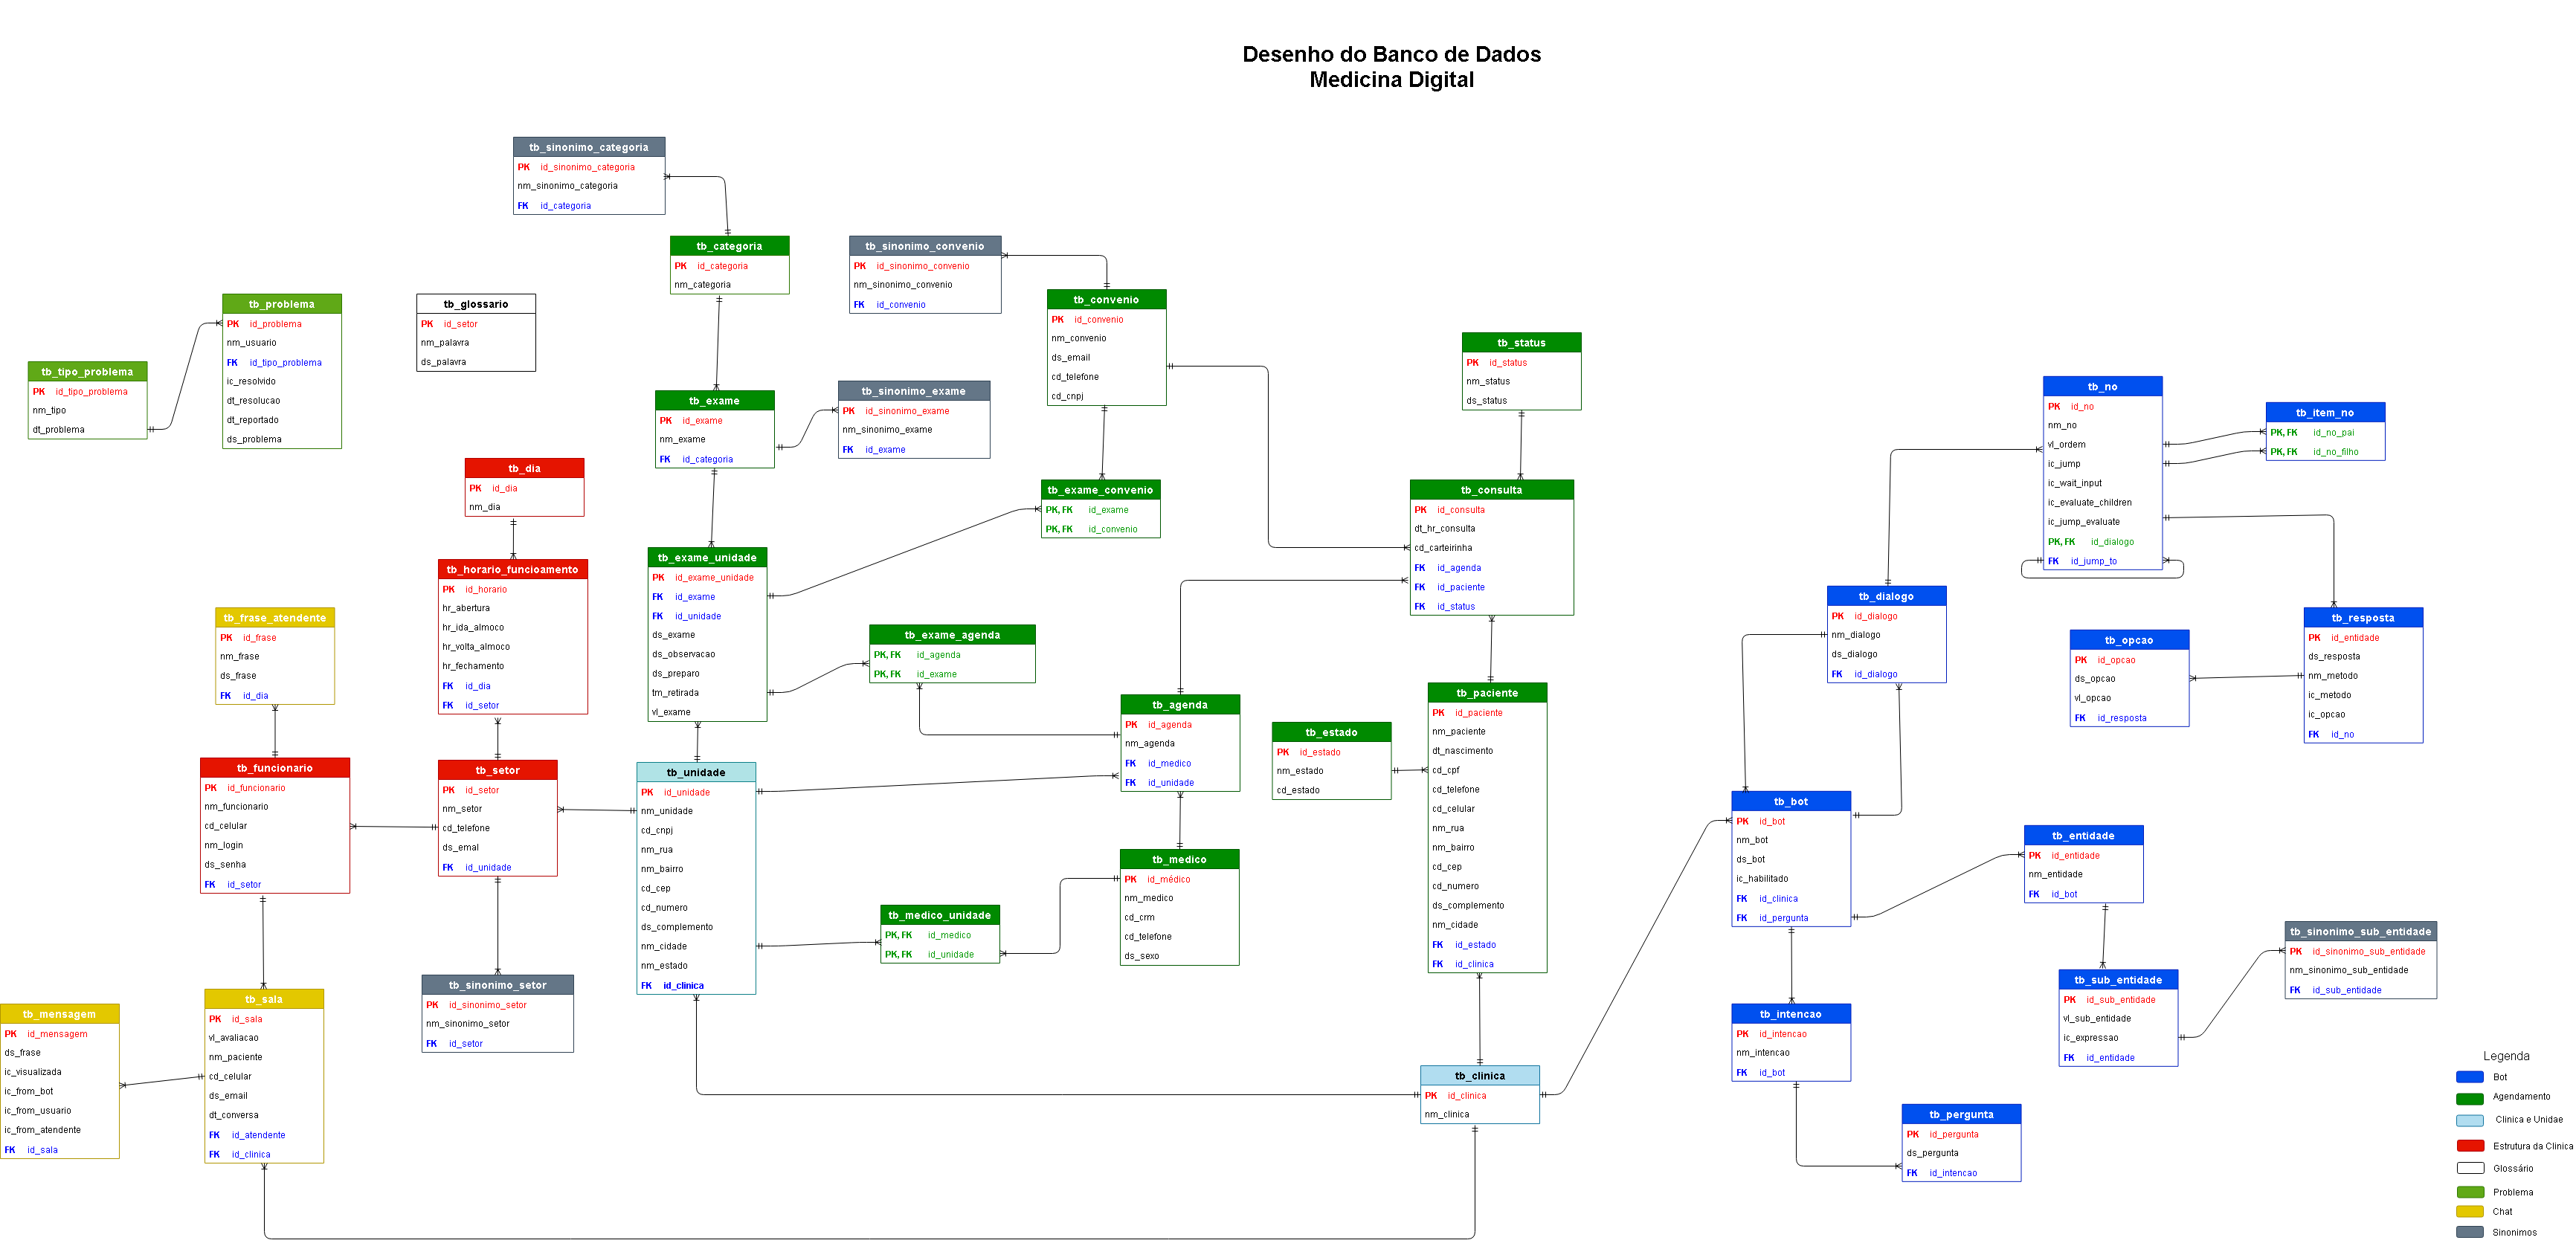 Desenho do Banco de Dados
Medicina Digital
tb_sinonimo_categoria
PK id_sinonimo_categoria
nm_sinonimo_categoria
FK id_categoria
tb_categoria
PK id_categoria
nm_categoria
tb_sinonimo_convenio
PK id_sinonimo_convenio
nm_sinonimo_convenio
FK id_convenio
tb_convenio
PK id_convenio
nm_convenio
ds_email
cd_telefone
cd_cnpj
tb_problema
PK id_problema
nm_usuario
FK id_tipo_problema
ic_resolvido
dt_resolucao
dt_reportado
ds_problema
tb_glossario
PK id_setor
nm_palavra
ds_palavra
tb_tipo_problema
PK id_tipo_problema
nm_tipo
dt_problema
tb_status
PK id_status
nm_status
ds_status
tb_exame
PK id_exame
nm_exame
FK id_categoria
tb_sinonimo_exame
PK id_sinonimo_exame
nm_sinonimo_exame
FK id_exame
tb_no
PK id_no
nm_no
vl_ordem
ic_jump
ic_wait_input
ic_evaluate_children
ic_jump_evaluate
PK, FK id_dialogo
FK id_jump_to
tb_item_no
PK, FK id_no_pai
PK, FK id_no_filho
tb_dia
PK id_dia
nm_dia
tb_exame_convenio
PK, FK id_exame
PK, FK id_convenio
tb_consulta
PK id_consulta
dt_hr_consulta
cd_carteirinha
FK id_agenda
FK id_paciente
FK id_status
tb_exame_unidade
PK id_exame_unidade
FK id_exame
FK id_unidade
ds_exame
ds_observacao
ds_preparo
tm_retirada
vl_exame
tb_horario_funcioamento
PK id_horario
hr_abertura
hr_ida_almoco
hr_volta_almoco
hr_fechamento
FK id_dia
FK id_setor
tb_frase_atendente
PK id_frase
nm_frase
ds_frase
FK id_dia
tb_exame_agenda
PK, FK id_agenda
PK, FK id_exame
tb_dialogo
PK id_dialogo
nm_dialogo
ds_dialogo
FK id_dialogo
tb_opcao
PK id_opcao
ds_opcao
vl_opcao
FK id_resposta
tb_resposta
PK id_entidade
ds_resposta
nm_metodo
ic_metodo
ic_opcao
FK id_no
tb_agenda
PK id_agenda
nm_agenda
FK id_medico
FK id_unidade
tb_estado
PK id_estado
nm_estado
cd_estado
tb_paciente
PK id_paciente
nm_paciente
dt_nascimento
cd_cpf
cd_telefone
cd_celular
nm_rua
nm_bairro
cd_cep
cd_numero
ds_complemento
nm_cidade
FK id_estado
FK id_clinica
tb_funcionario
PK id_funcionario
nm_funcionario
cd_celular
nm_login
ds_senha
FK id_setor
tb_setor
PK id_setor
nm_setor
cd_telefone
ds_emal
FK id_unidade
tb_unidade
PK id_unidade
nm_unidade
cd_cnpj
nm_rua
nm_bairro
cd_cep
cd_numero
ds_complemento
nm_cidade
nm_estado
FK id_clinica
tb_medico
PK id_médico
nm_medico
cd_crm
cd_telefone
ds_sexo
tb_medico_unidade
PK, FK id_medico
PK, FK id_unidade
tb_bot
PK id_bot
nm_bot
ds_bot
ic_habilitado
FK id_clinica
FK id_pergunta
tb_entidade
PK id_entidade
nm_entidade
FK id_bot
tb_sinonimo_sub_entidade
PK id_sinonimo_sub_entidade
nm_sinonimo_sub_entidade
FK id_sub_entidade
tb_sub_entidade
PK id_sub_entidade
vl_sub_entidade
ic_expressao
FK id_entidade
tb_sinonimo_setor
PK id_sinonimo_setor
nm_sinonimo_setor
FK id_setor
tb_mensagem
PK id_mensagem
ds_frase
ic_visualizada
ic_from_bot
ic_from_usuario
ic_from_atendente
FK id_sala
tb_sala
PK id_sala
vl_avaliacao
nm_paciente
cd_celular
ds_email
dt_conversa
FK id_atendente
FK id_clinica
tb_clinica
PK id_clinica
nm_clinica
tb_intencao
PK id_intencao
nm_intencao
FK id_bot
tb_pergunta
PK id_pergunta
ds_pergunta
FK id_intencao
Legenda
Bot
Agendamento
Clinica e Unidae
Estrutura da Clinica
Glossário
Problema
Chat
Sinonimos